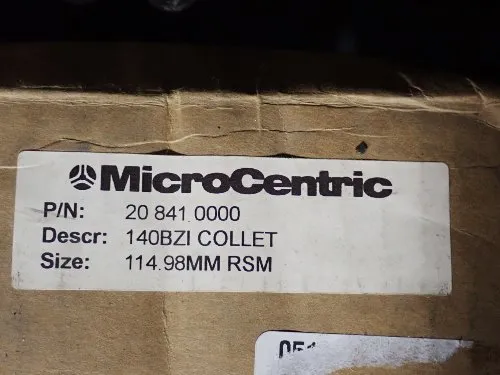 MicroCentric
P/N: 20 841 0000
Descr: 140BZI COLLET
Size: 114.98MM RSM